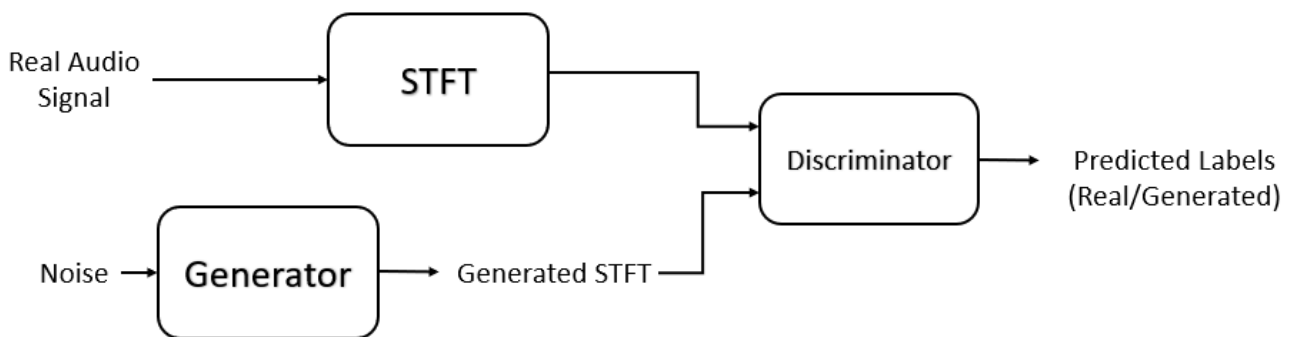 Real Audio
Signal
STFT
Discriminator
Predicted Labels
(Real/Generated)
Noise
Generator
Generated STFT